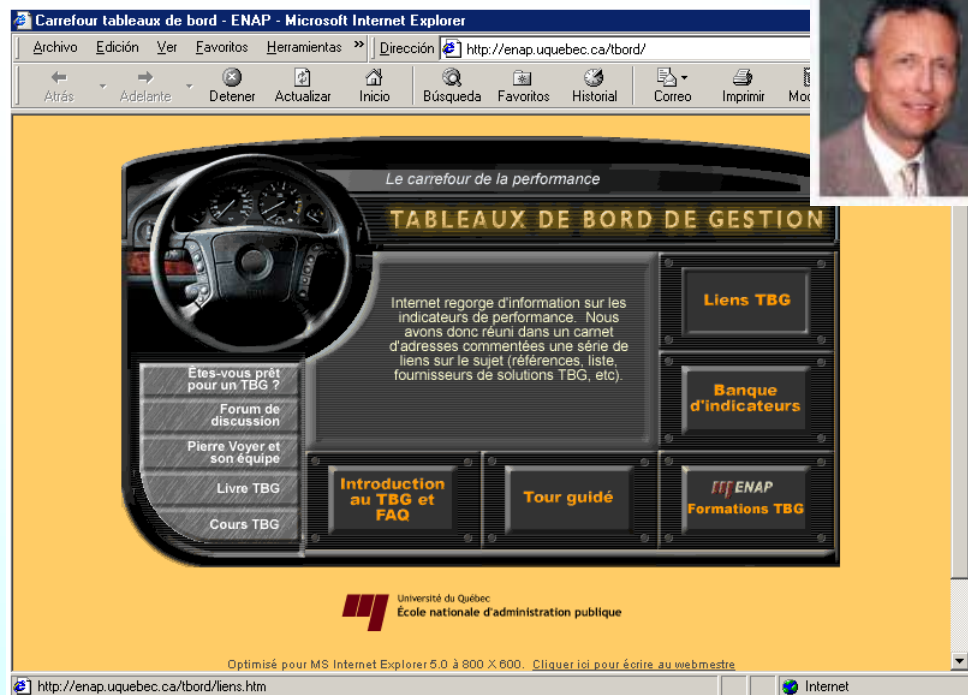 Carrefour tableaux de bord - ENAP - Microsoft Internet Explorer
Archivo Edición Ver Favoritos Herramientas » Dirección http://enap.uquebec.ca/tbord/
Atrás Adelante Detener Actualizar Inicio Búsqueda Favoritos Historial Correo Imprimir
Le carrefour de la performance
TABLEAUX DE BORD DE GESTION
Internet regorge d'information sur les
indicateurs de performance. Nous
avons donc réuni dans un carnet
d'adresses commentées une série de
liens sur le sujet (références, liste,
fournisseurs de solutions TBG, etc).
Liens TBG
Banque
d'indicateurs
Êtes-vous prêt
pour un TBG ?
Forum de
discussion
Pierre Voyer et
son équipe
Livre TBG
Cours TBG
Introduction
au TBG et
FAQ
Tour guidé
ENAP
Formations TBG
Université du Québec
École nationale d'administration publique
Optimisé pour MS Internet Explorer 5.0 à 800 X 600. Cliquer ici pour écrire au webmestre
http://enap.uquebec.ca/tbord/liens.htm Internet